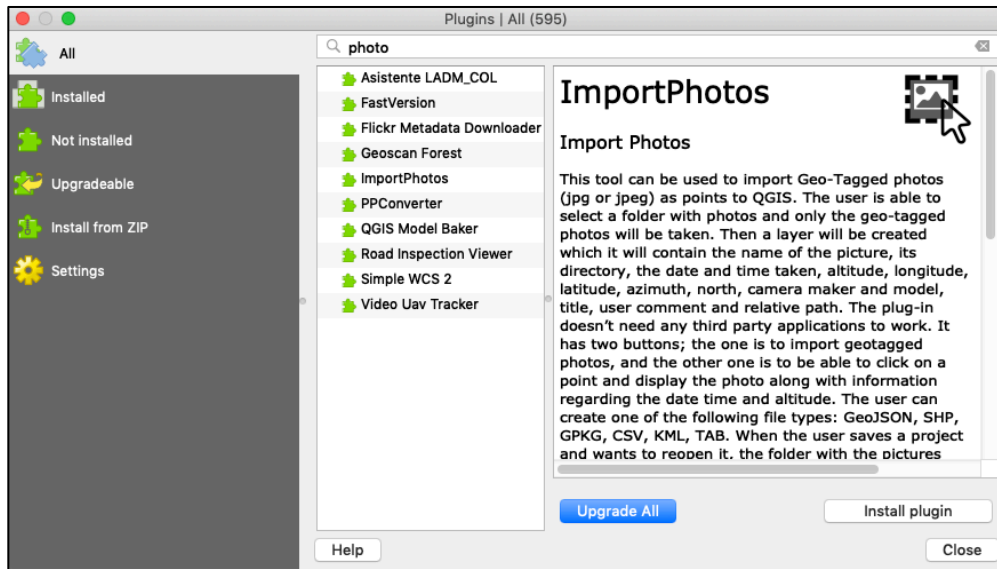 Plugins | All (595)
All
Installed
Not installed
Upgradeable
Install from ZIP
Settings
photo
Asistente LADM_COL
FastVersion
Flickr Metadata Downloader
Geoscan Forest
ImportPhotos
PPConverter
QGIS Model Baker
Road Inspection Viewer
Simple WCS 2
Video Uav Tracker
ImportPhotos
Import Photos
This tool can be used to import Geo-Tagged photos
(jpg or jpeg) as points to QGIS. The user is able to
select a folder with photos and only the geo-tagged
photos will be taken. Then a layer will be created
which it will contain the name of the picture, its
directory, the date and time taken, altitude, longitude,
latitude, azimuth, north, camera maker and model,
title, user comment and relative path. The plug-in
doesn't need any third party applications to work. It
has two buttons; the one is to import geotagged
photos, and the other one is to be able to click on a
point and display the photo along with information
regarding the date time and altitude. The user can
create one of the following file types: GeoJSON, SHP,
GPKG, CSV, KML, TAB. When the user saves a project
and wants to reopen it, the folder with the pictures
Upgrade All
Install plugin
Help
Close